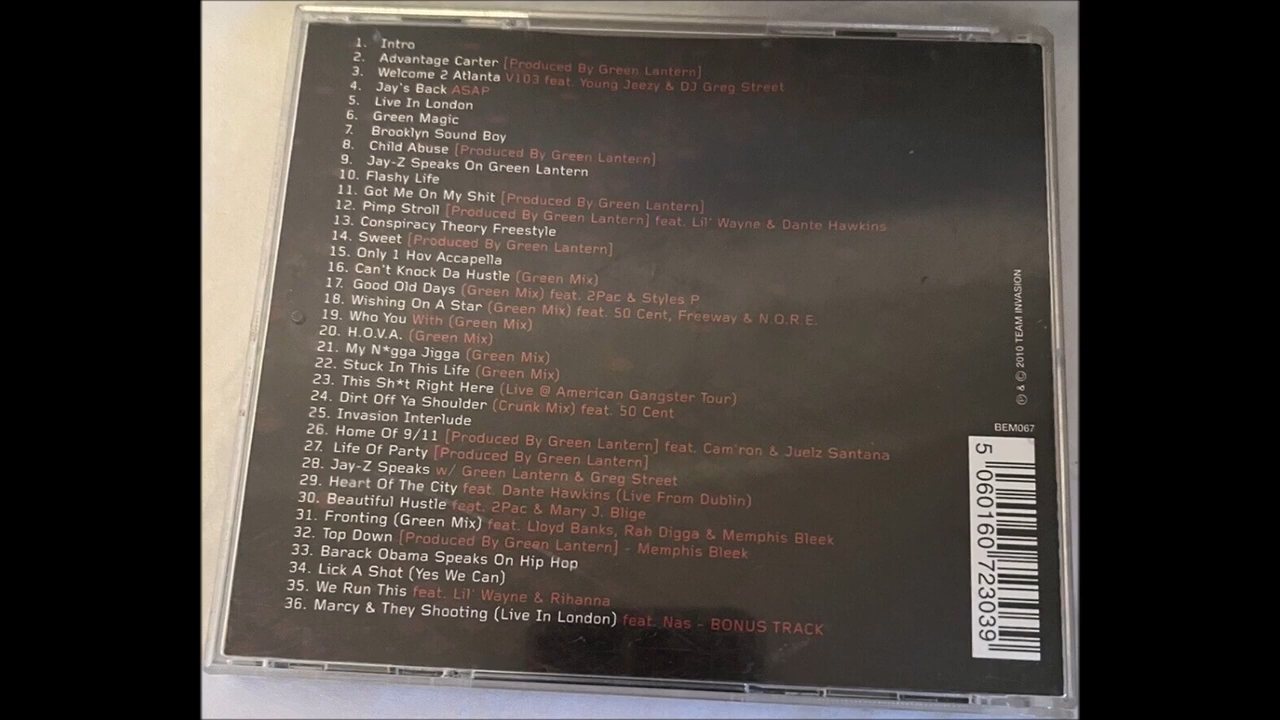 1. Intro
2. Advantage Carter [Produced By Green Lantern]
3. Welcome 2 Atlanta V103 feat. Young Jeezy & DJ Greg Street
4. Jay's Back ASAP
5. Live In London
6. Green Magic
7. Brooklyn Sound Boy
8. Child Abuse [Produced By Green Lantern]
9. Jay-Z Speaks On Green Lantern
10. Flashy Life
11. Got Me On My Shit [Produced By Green Lantern]
12. Pimp Stroll [Produced By Green Lantern] feat. Lil' Wayne & Dante Hawkins
13. Conspiracy Theory Freestyle
14. Sweet [Produced By Green Lantern]
15. Only 1 Hov Accapella
16. Can't Knock Da Hustle (Green Mix)
17. Good Old Days (Green Mix) feat. 2Pac & Styles P
18. Wishing On A Star (Green Mix) feat. 50 Cent, Freeway & N.O.R.E.
19. Who You With (Green Mix)
20. H.O.V.A. (Green Mix)
21. My N*gga Jigga (Green Mix)
22. Stuck In This Life (Green Mix)
23. This Sh*t Right Here (Live @ American Gangster Tour)
24. Dirt Off Ya Shoulder (Crunk Mix) feat. 50 Cent
25. Invasion Interlude
26. Home Of 9/11 [Produced By Green Lantern] feat. Cam'ron & Juelz Santana
27. Life Of Party [Produced By Green Lantern]
28. Jay-Z Speaks w/ Green Lantern & Greg Street
29. Heart Of The City feat. Dante Hawkins (Live From Dublin)
30. Beautiful Hustle feat. 2Pac & Mary J. Blige
31. Fronting (Green Mix) feat. Lloyd Banks, Rah Digga & Memphis Bleek
32. Top Down [Produced By Green Lantern] - Memphis Bleek
33. Barack Obama Speaks On Hip Hop
34. Lick A Shot (Yes We Can)
35. We Run This feat. Lil' Wayne & Rihanna
36. Marcy & They Shooting (Live In London) feat. Nas - BONUS TRACK
℗ & © 2010 TEAM INVASION
BEM067
5 060160 723039